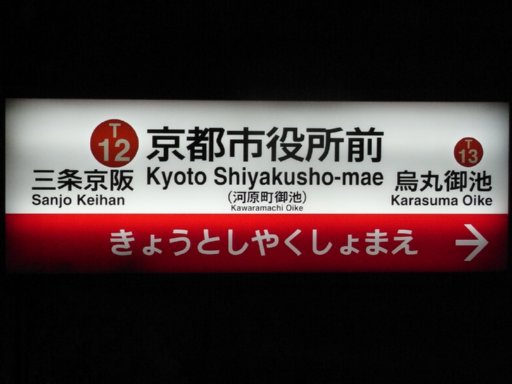 T
12
京都市役所前
T
13
三条京阪
Kyoto Shiyakusho-mae
烏丸御池
Sanjo Keihan
(河原町御池)
Kawaramachi Oike
Karasuma Oike
きょうとしやくしょまえ